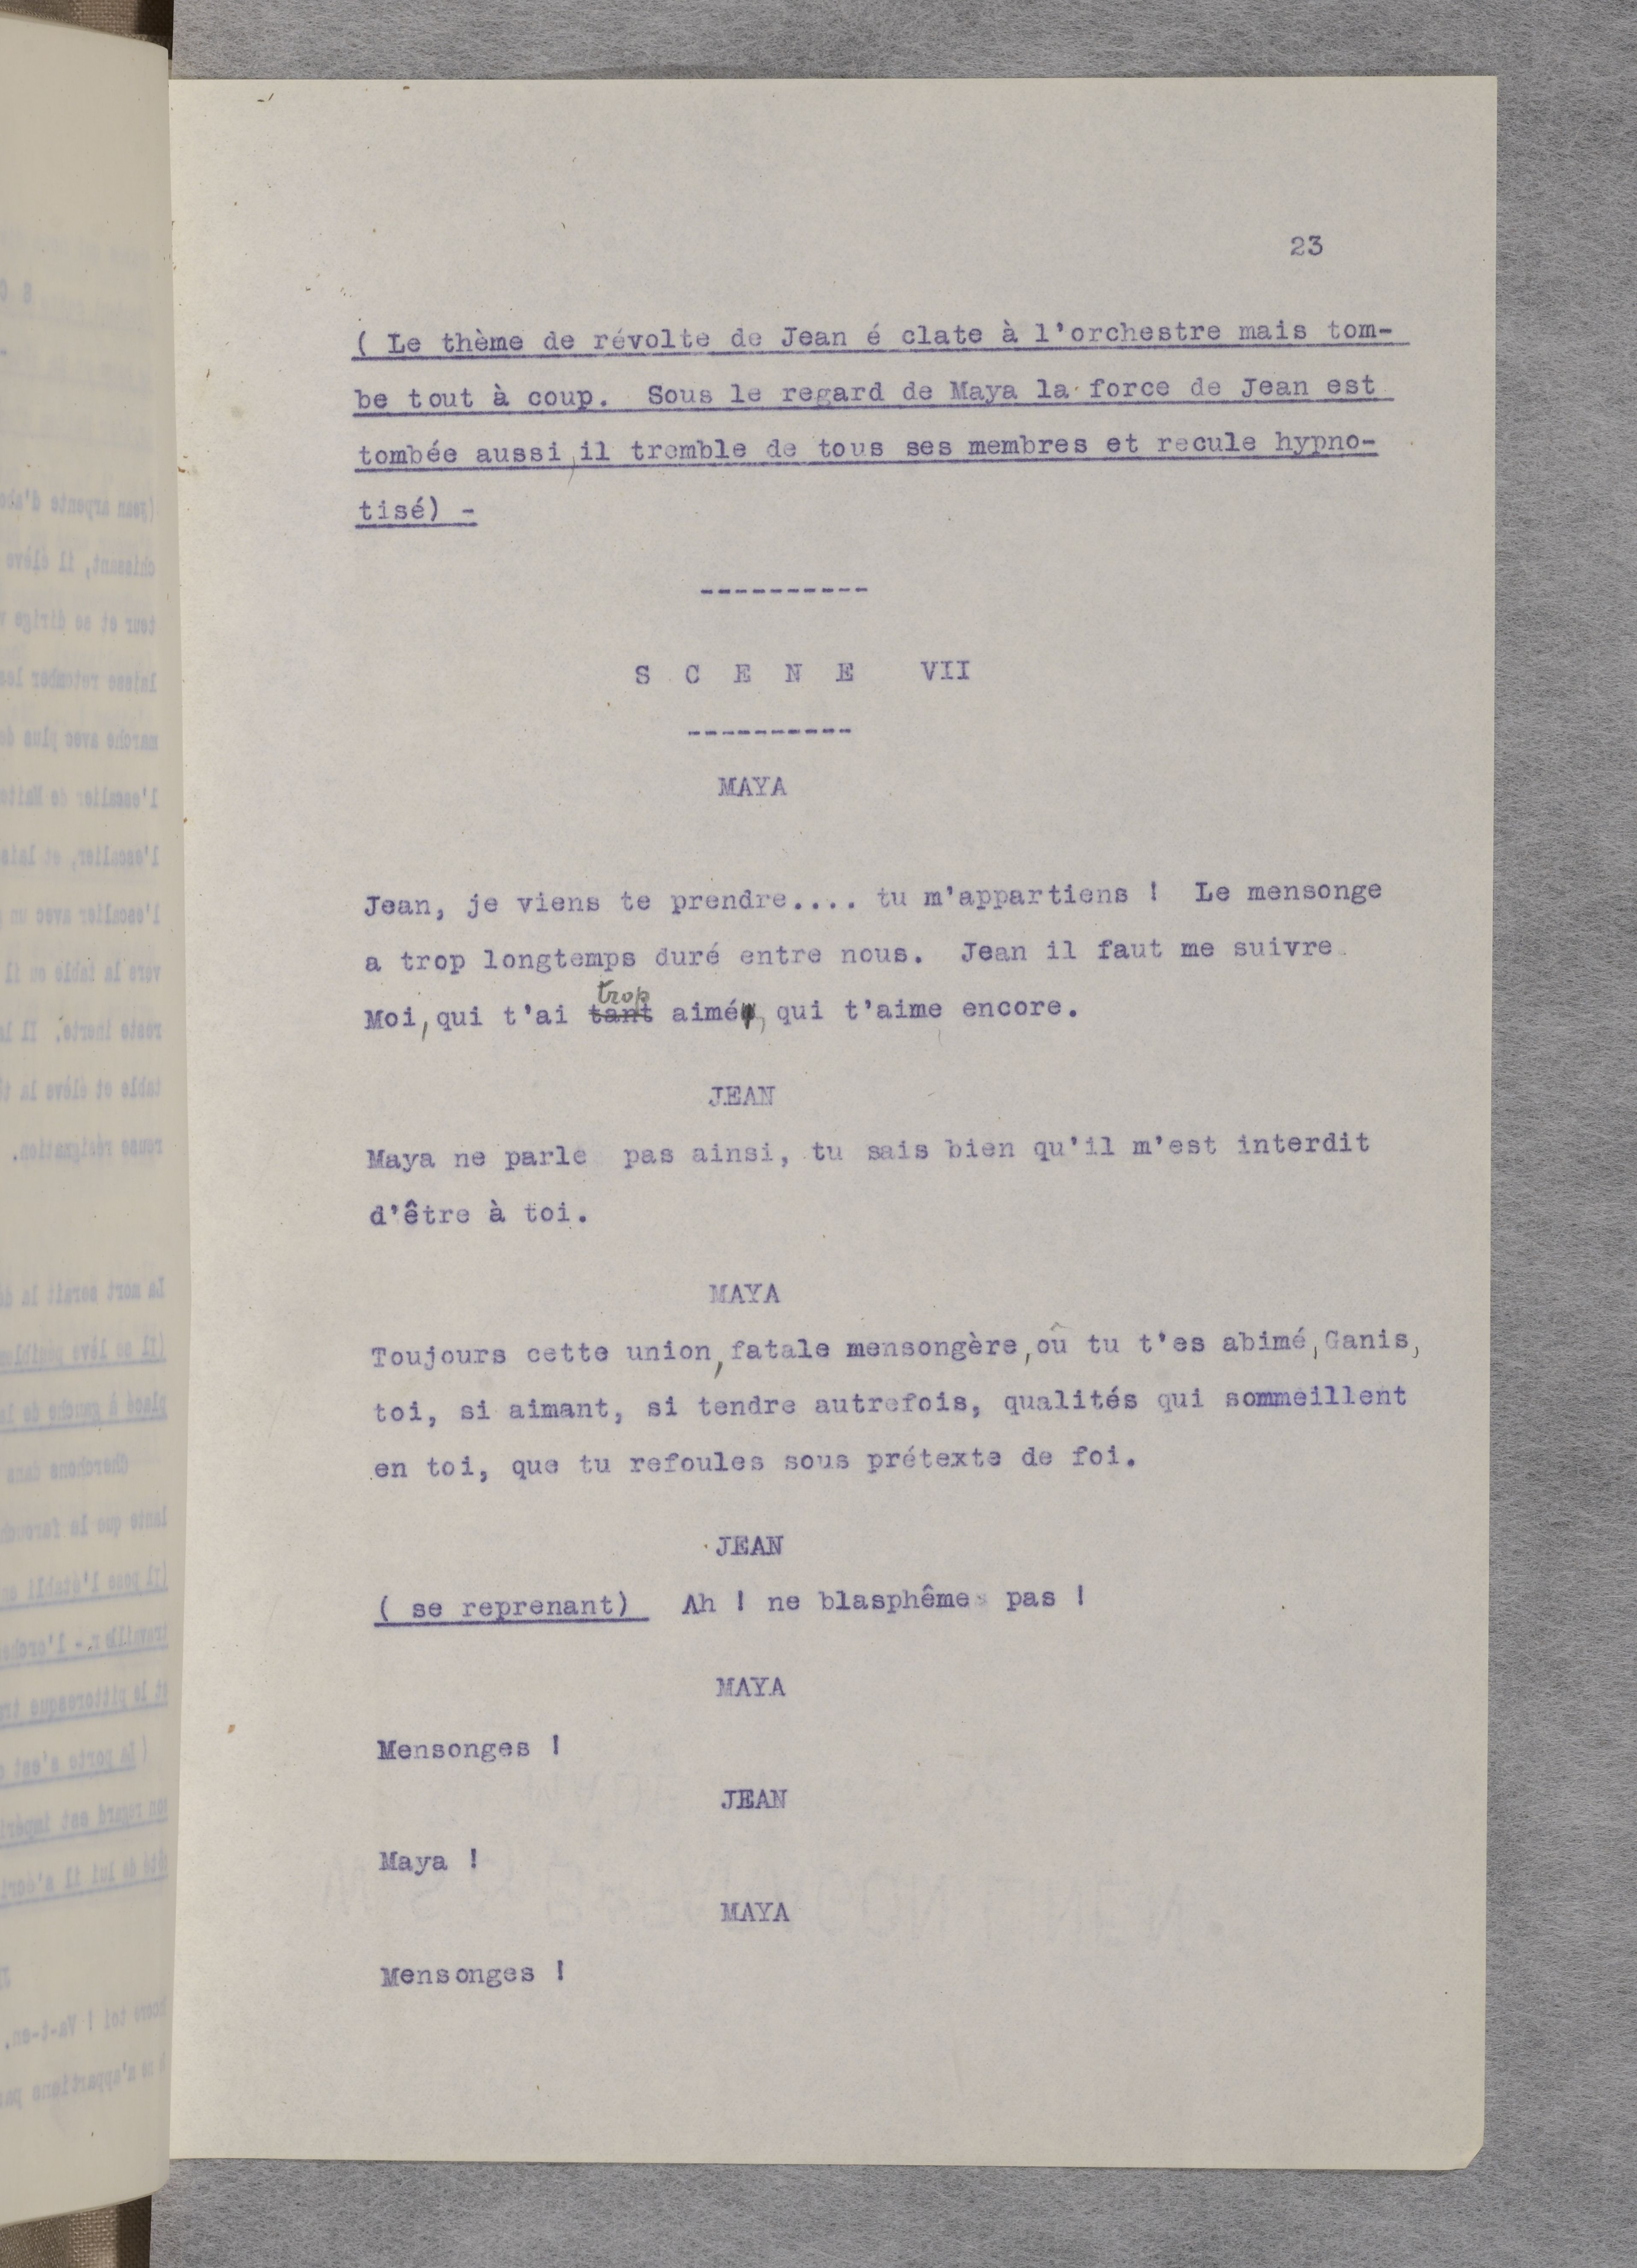 23
( Le thème de révolte de Jean é clate à l'orchestre mais tom-
be tout à coup. Sous le regard de Maya la force de Jean est
tombée aussi, il tremble de tous ses membres et recule hypno-
tisé) -
----------
S C E N E VII
----------
MAYA
Jean, je viens te prendre.... tu m'appartiens ! Le mensonge
a trop longtemps duré entre nous. Jean il faut me suivre
trop
Moi, qui t'ai tant aimé, qui t'aime encore.
JEAN
Maya ne parle pas ainsi, tu sais bien qu'il m'est interdit
d'être à toi.
MAYA
Toujours cette union, fatale mensongère, où tu t'es abimé, Ganis,
toi, si aimant, si tendre autrefois, qualités qui sommeillent
en toi, que tu refoules sous prétexte de foi.
JEAN
( se reprenant) Ah ! ne blasphêmes pas !
MAYA
Mensonges !
JEAN
Maya !
MAYA
Mensonges !